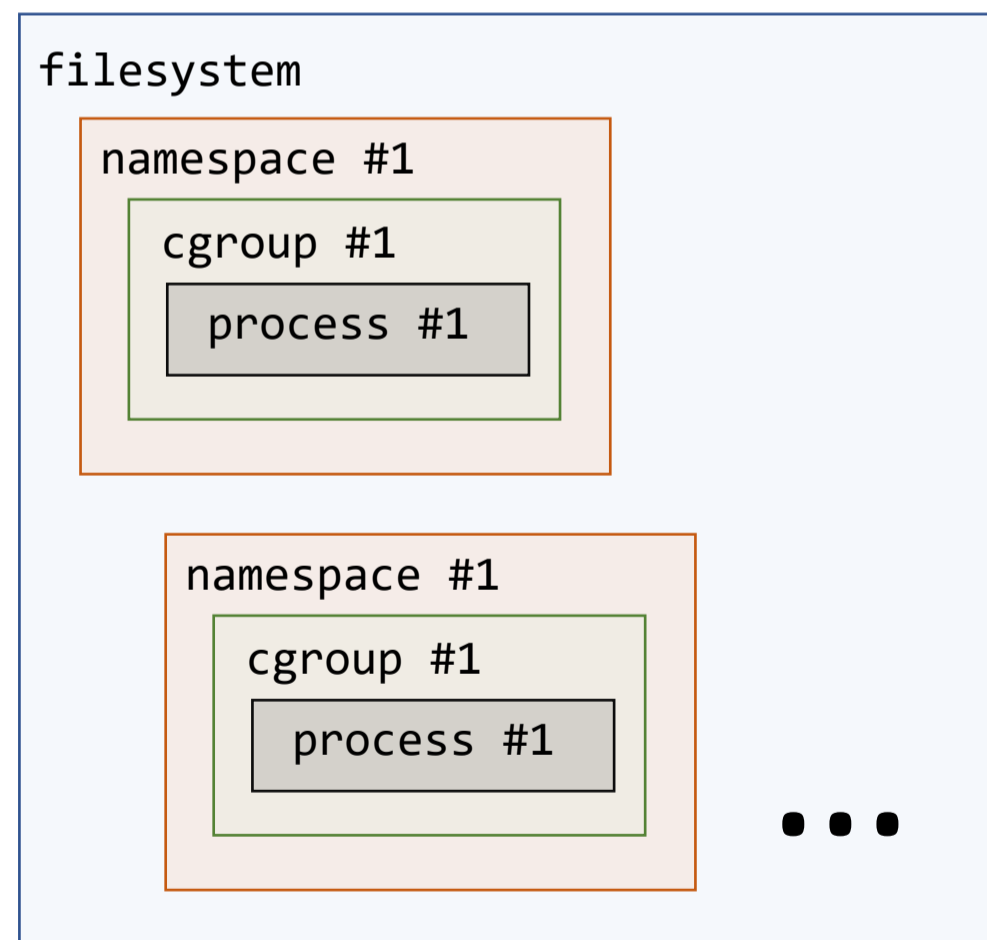 filesystem
namespace #1
cgroup #1
process #1
namespace #1
cgroup #1
process #1
...